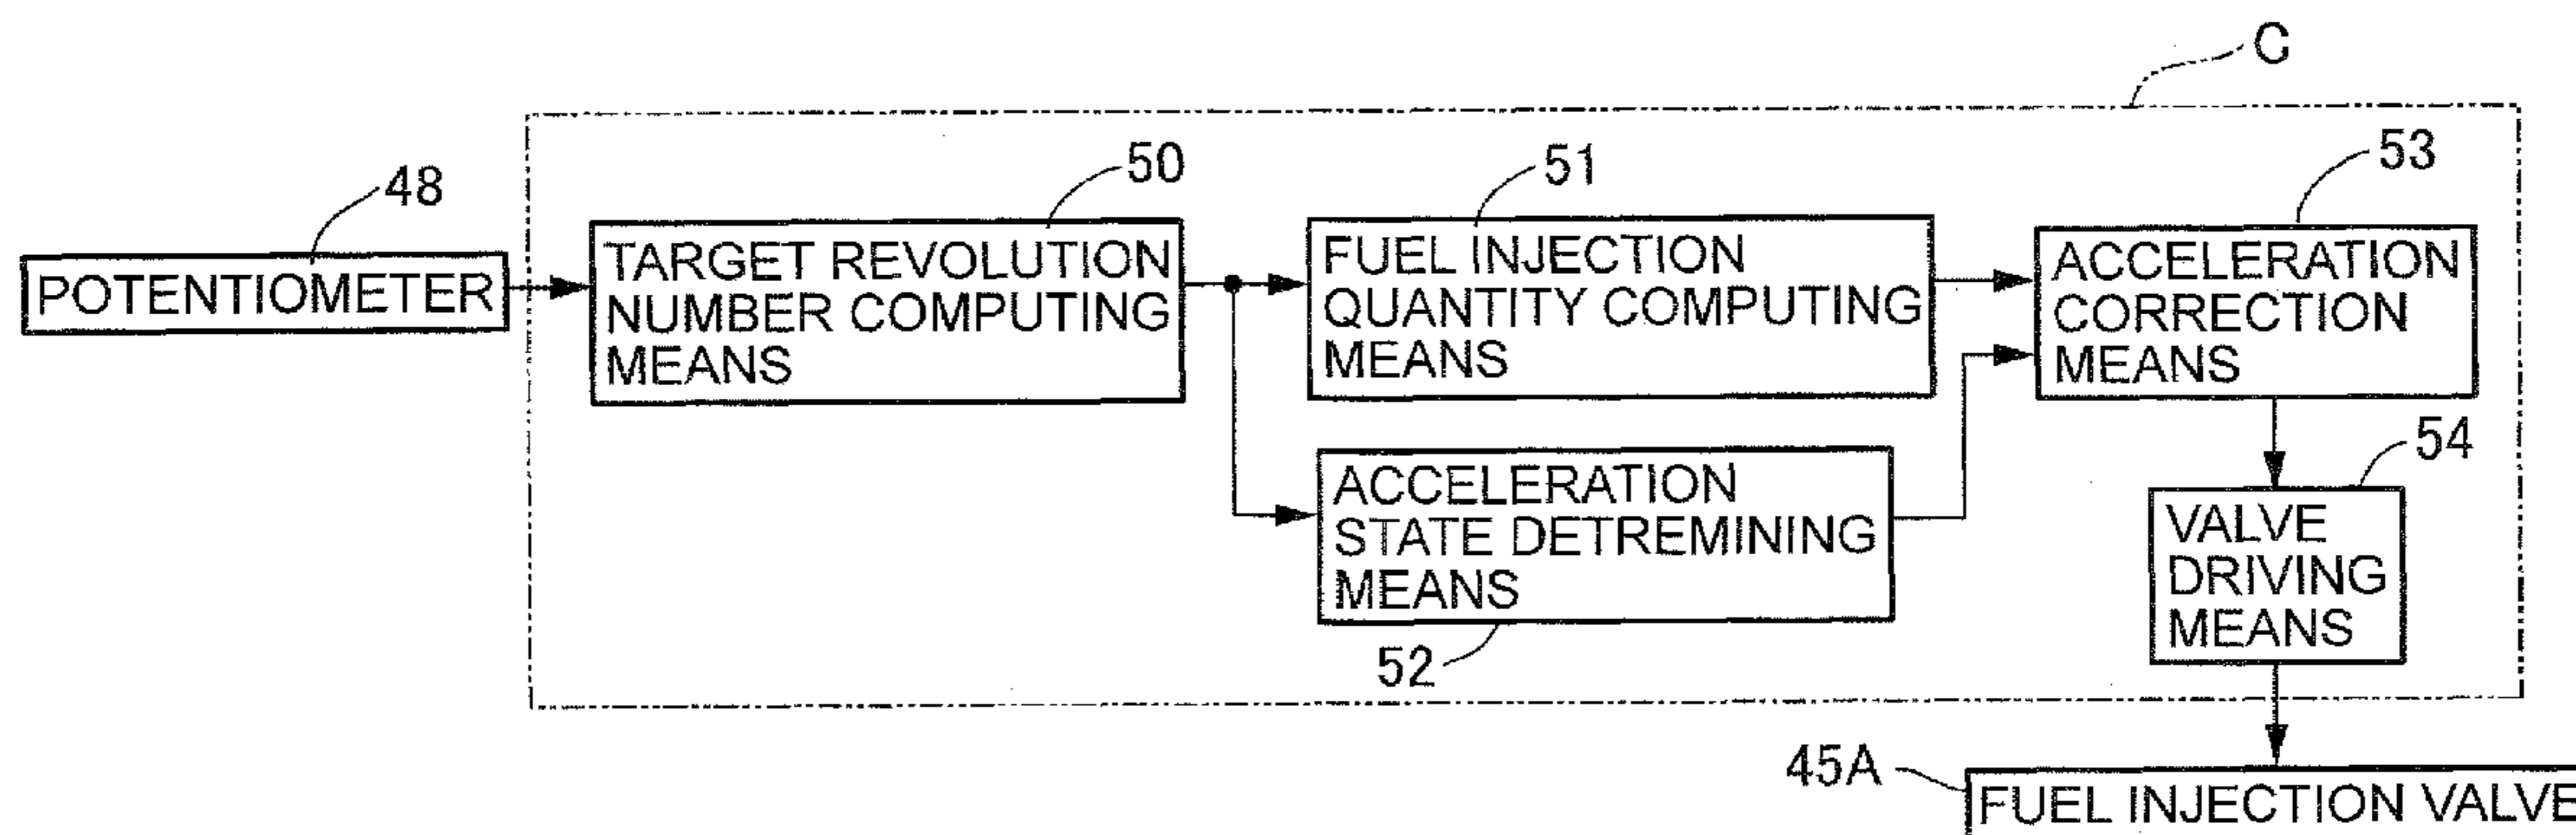 C
48
POTENTIOMETER
50
TARGET REVOLUTION
NUMBER COMPUTING
MEANS
51
FUEL INJECTION
QUANTITY COMPUTING
MEANS
53
ACCELERATION
CORRECTION
MEANS
ACCELERATION
STATE DETREMINING
MEANS
52
54
VALVE
DRIVING
MEANS
45A
FUEL INJECTION VALVE